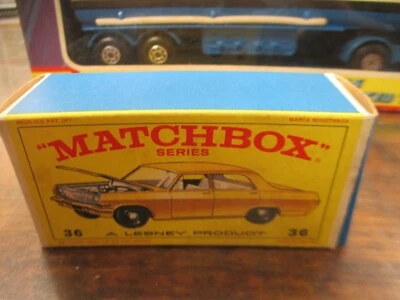 "MATCHBOX"
SERIES
36 A LESNEY PRODUCT 36